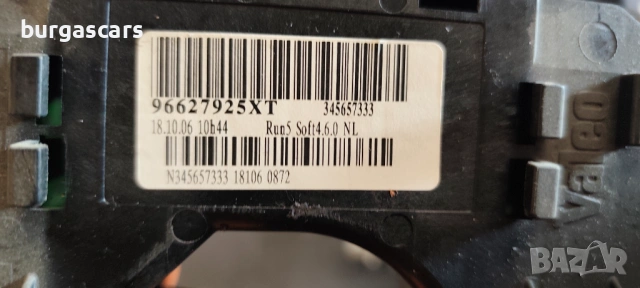 burgascars
96627925XT 345657333
18.10.06 10h44 Run5 Soft4.6.0 NL
N345657333 18106 0872
Valeo
BAZAR